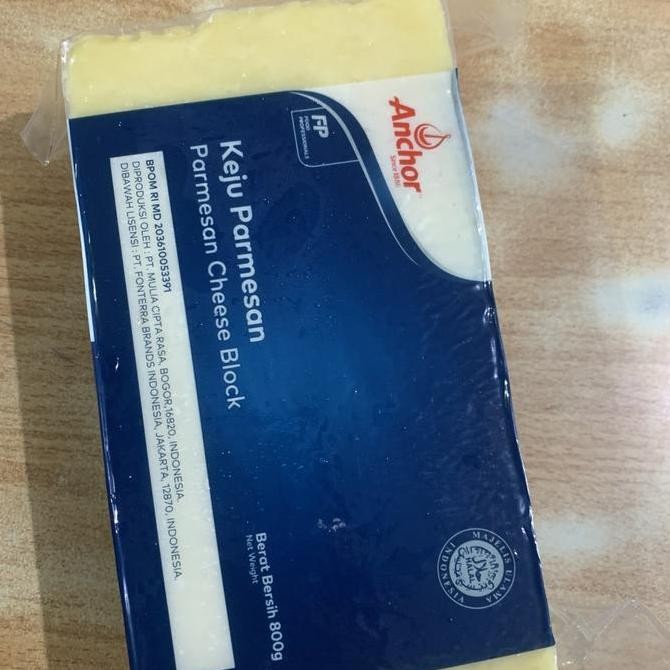 Anchor
Since 1886
FP
FOOD
PROFESSIONALS
Keju Parmesan
Parmesan Cheese Block
BPOM RI MD 203610053391
DIPRODUKSI OLEH : PT. MULIA CIPTA RASA, BOGOR,16820, INDONESIA.
DIBAWAH LISENSI : PT. FONTERRA BRANDS INDONESIA, JAKARTA, 12870, INDONESIA.
Berat Bersih 800g
Net Weight
MAJELIS ULAMA INDONESIA
HALAL